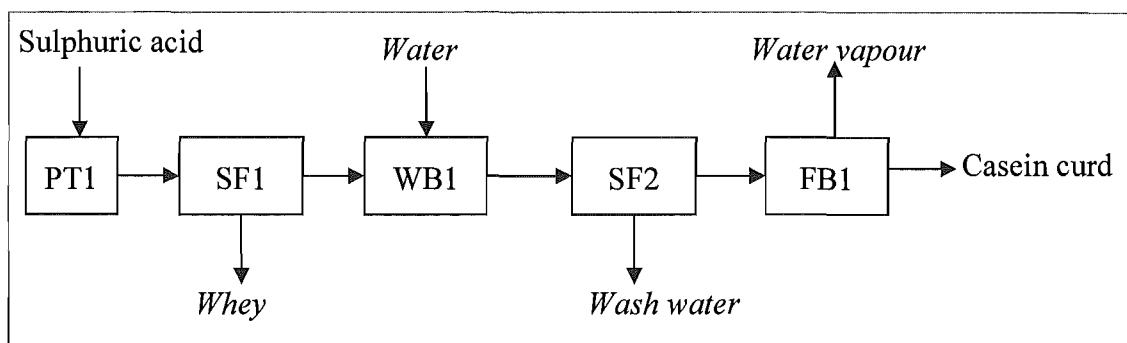 Sulphuric acid
Water
Water vapour
PT1
SF1
WB1
SF2
FB1
Casein curd
Whey
Wash water